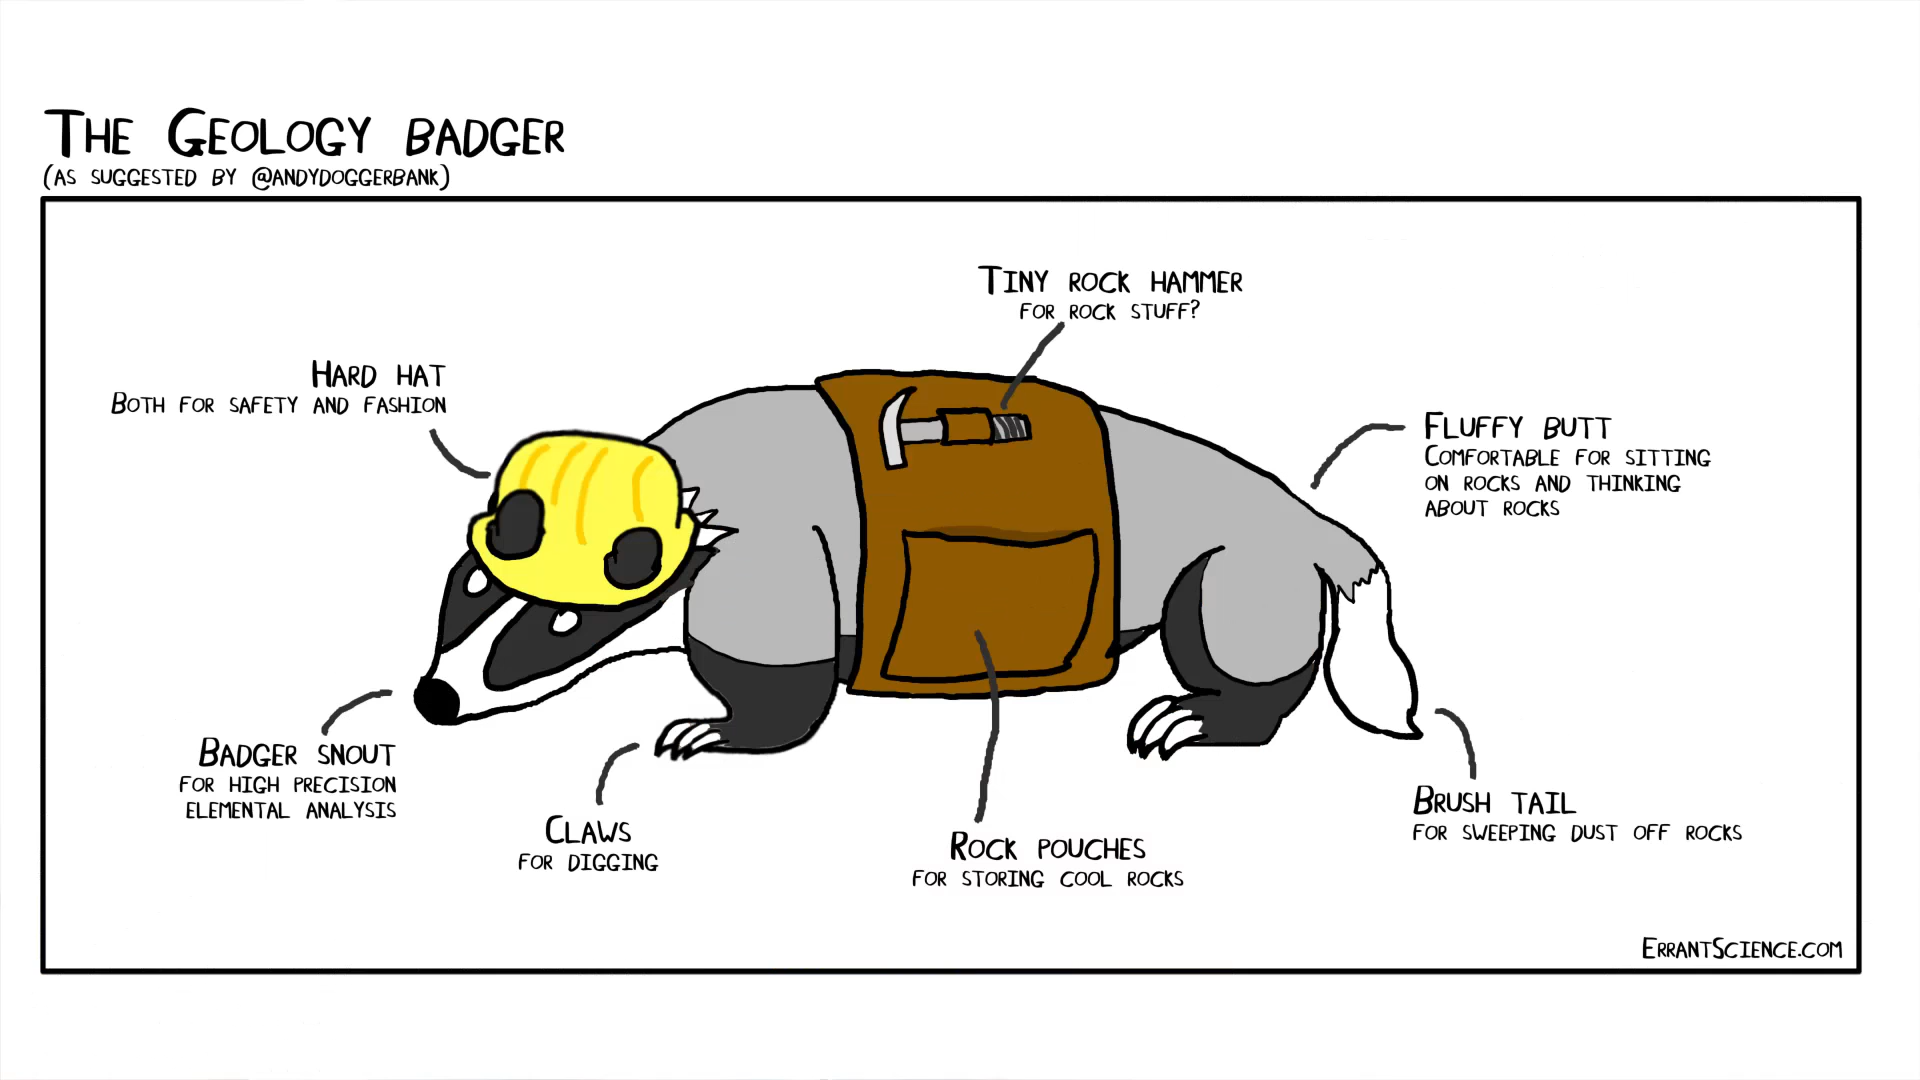 THE GEOLOGY BADGER
(AS SUGGESTED BY @ANDYDOGGERBANK)
TINY ROCK HAMMER
FOR ROCK STUFF?
HARD HAT
BOTH FOR SAFETY AND FASHION
FLUFFY BUTT
COMFORTABLE FOR SITTING
ON ROCKS AND THINKING
ABOUT ROCKS
BADGER SNOUT
FOR HIGH PRECISION
ELEMENTAL ANALYSIS
CLAWS
FOR DIGGING
ROCK POUCHES
FOR STORING COOL ROCKS
BRUSH TAIL
FOR SWEEPING DUST OFF ROCKS
ERRANTSCIENCE.COM